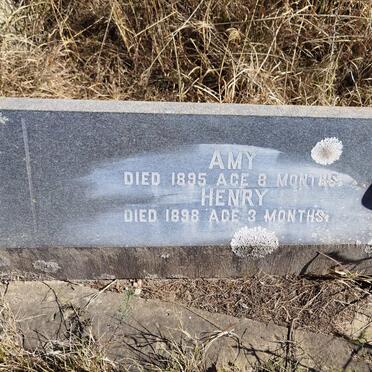 AMY
DIED 1895 AGE 8 MONTHS.
HENRY
DIED 1898 AGE 3 MONTHS.